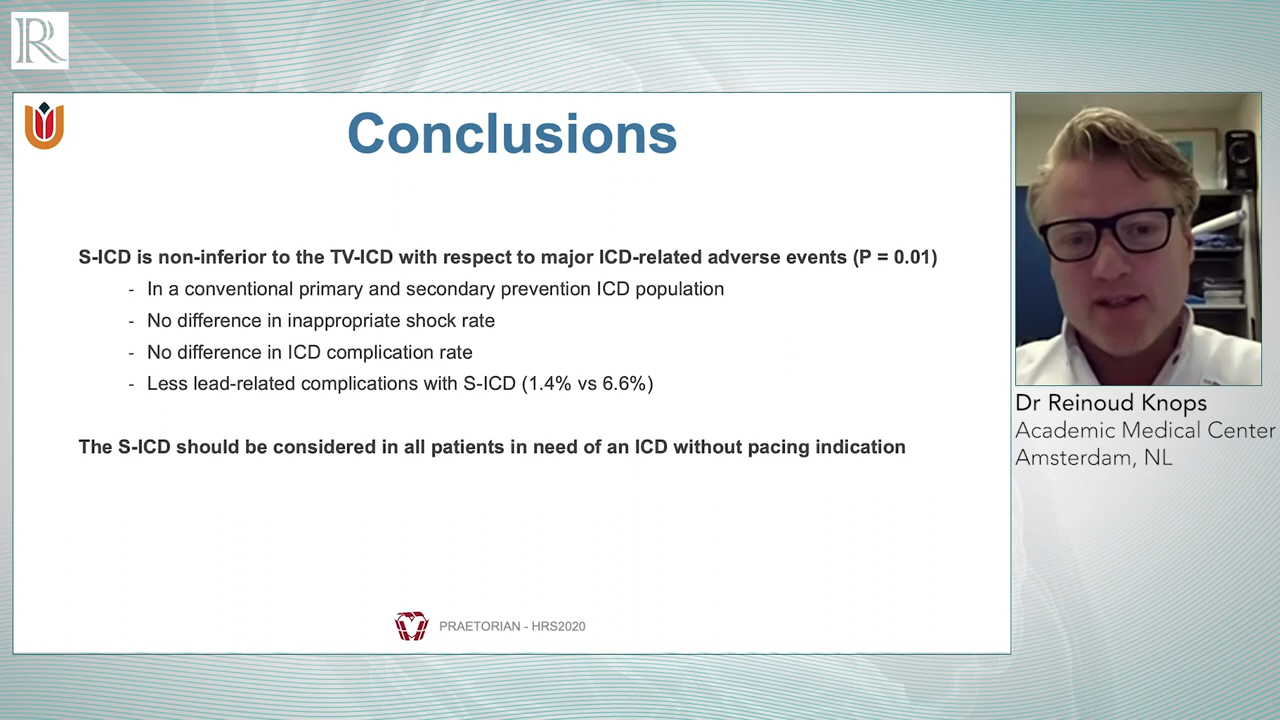 R
Conclusions
S-ICD is non-inferior to the TV-ICD with respect to major ICD-related adverse events (P = 0.01)
- In a conventional primary and secondary prevention ICD population
- No difference in inappropriate shock rate
- No difference in ICD complication rate
- Less lead-related complications with S-ICD (1.4% vs 6.6%)
The S-ICD should be considered in all patients in need of an ICD without pacing indication
PRAETORIAN - HRS2020
Dr Reinoud Knops
Academic Medical Center
Amsterdam, NL